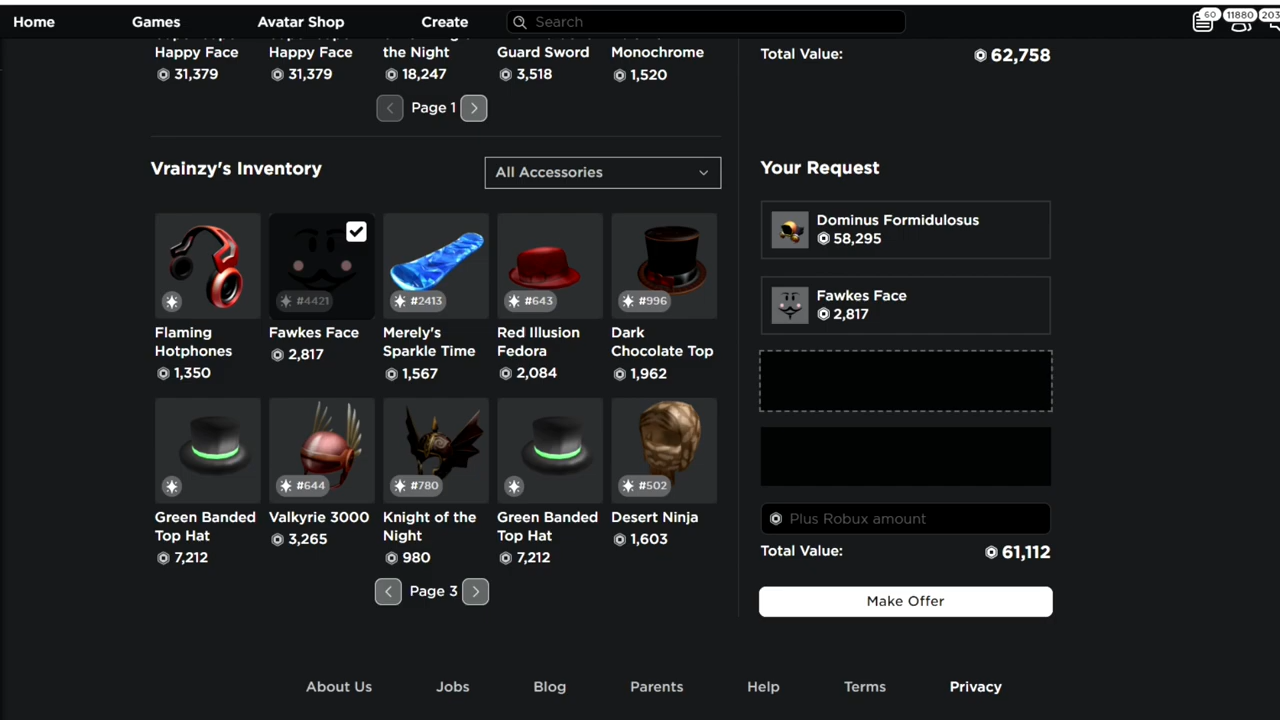 Home Games Avatar Shop Create Search 60 11880 203
Happy Face Happy Face the Night Guard Sword Monochrome
31,379 31,379 18,247 3,518 1,520
Total Value: 62,758
Page 1
Vrainzy's Inventory
All Accessories
#4421 #2413 #643 #996
Flaming Hotphones
1,350
Fawkes Face
2,817
Merely's Sparkle Time
1,567
Red Illusion Fedora
2,084
Dark Chocolate Top
1,962
#644 #780 #502
Green Banded Top Hat
7,212
Valkyrie 3000
3,265
Knight of the Night
980
Green Banded Top Hat
7,212
Desert Ninja
1,603
Page 3
Your Request
Dominus Formidulosus
58,295
Fawkes Face
2,817
Plus Robux amount
Total Value: 61,112
Make Offer
About Us Jobs Blog Parents Help Terms Privacy